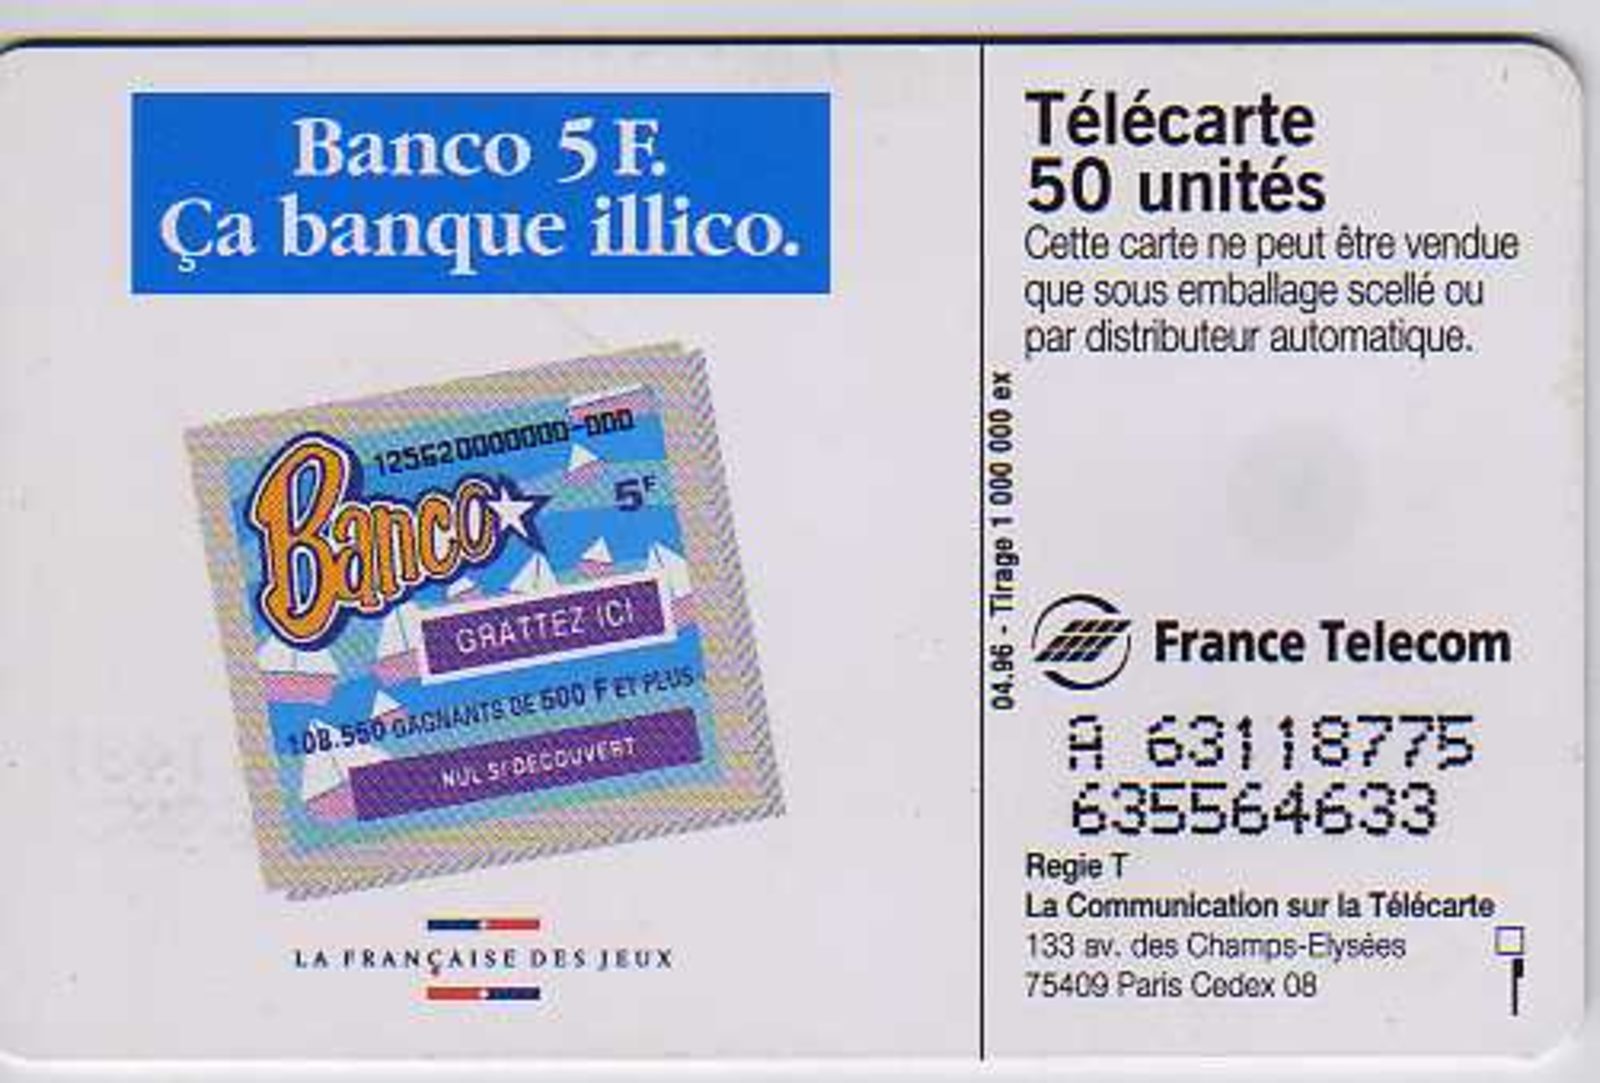 Banco 5 F.
Ça banque illico.
125620000000-000
Banco
5F
GRATTEZ ICI
108.550 GAGNANTS DE 500 F ET PLUS
NUL SI DECOUVERT
LA FRANÇAISE DES JEUX
Télécarte
50 unités
Cette carte ne peut être vendue
que sous emballage scellé ou
par distributeur automatique.
04.96 - Tirage 1 000 000 ex
France Telecom
A 63118775
635564633
Regie T
La Communication sur la Télécarte
133 av. des Champs-Elysées
75409 Paris Cedex 08